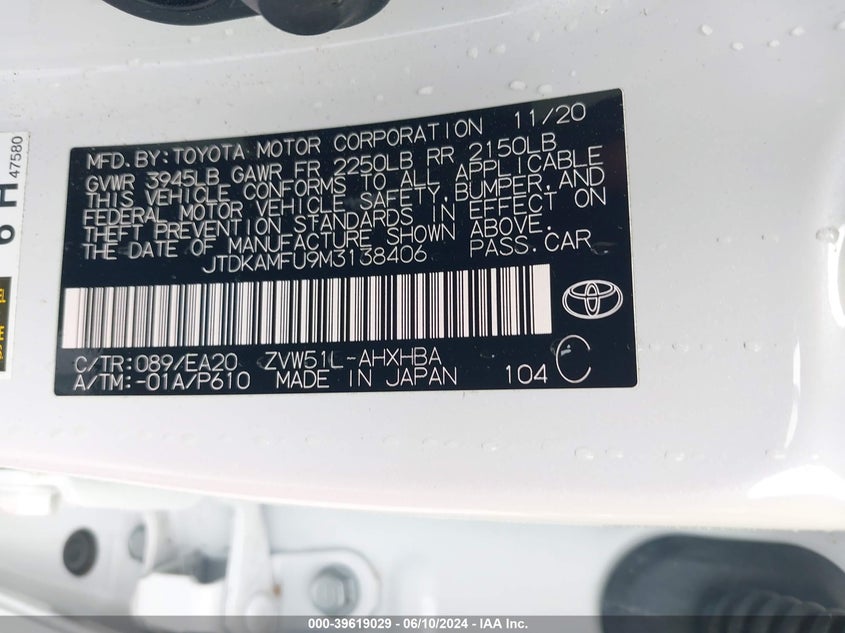 MFD. BY: TOYOTA MOTOR CORPORATION 11/20
GVWR 3945LB GAWR FR 2250LB RR 2150LB
THIS VEHICLE CONFORMS TO ALL APPLICABLE
FEDERAL MOTOR VEHICLE SAFETY, BUMPER, AND
THEFT PREVENTION STANDARDS IN EFFECT ON
THE DATE OF MANUFACTURE SHOWN ABOVE.
JTDKAMFU9M3138406 PASS. CAR
C/TR: 089/EA20 ZVW51L-AHXHBA
A/TM: -01A/P610 MADE IN JAPAN 104 C
47580
6 H
000-39619029 - 06/10/2024 - IAA Inc.